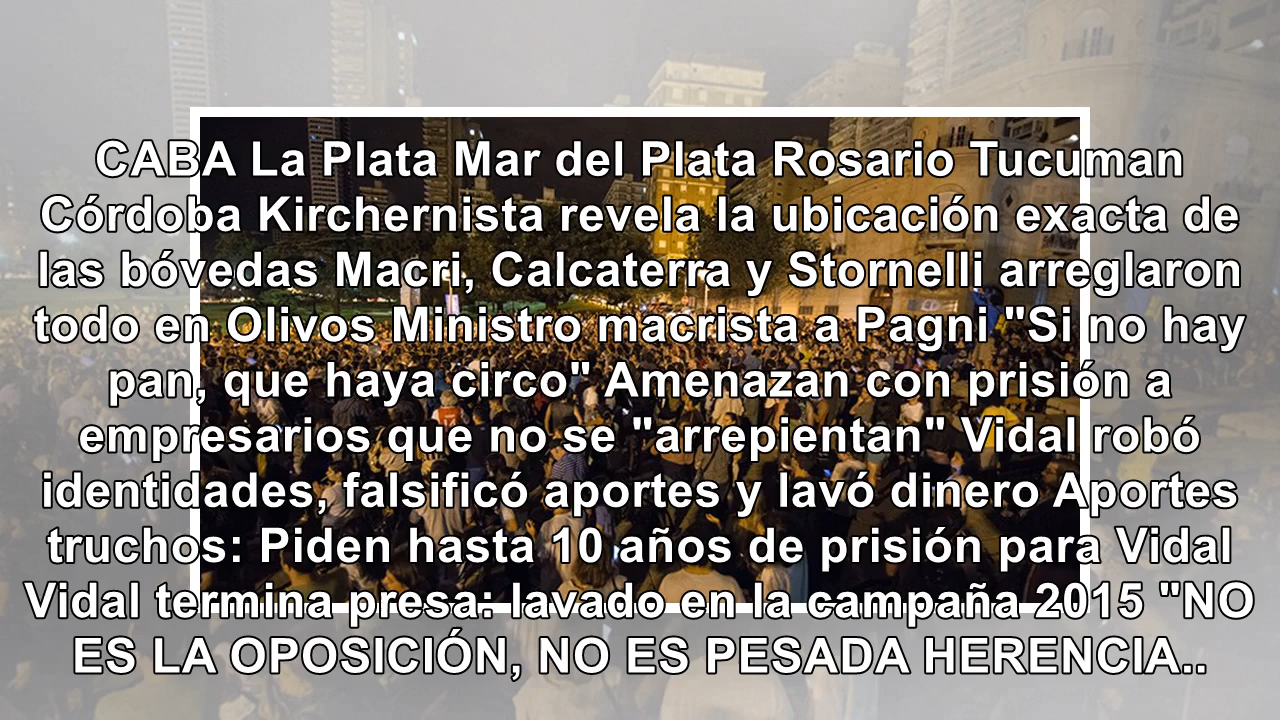 CABA La Plata Mar del Plata Rosario Tucuman
Córdoba Kirchernista revela la ubicación exacta de
las bóvedas Macri, Calcaterra y Stornelli arreglaron
todo en Olivos Ministro macrista a Pagni "Si no hay
pan, que haya circo" Amenazan con prisión a
empresarios que no se "arrepientan" Vidal robó
identidades, falsificó aportes y lavó dinero Aportes
truchos: Piden hasta 10 años de prisión para Vidal
Vidal termina presa: lavado en la campaña 2015 "NO
ES LA OPOSICIÓN, NO ES PESADA HERENCIA..